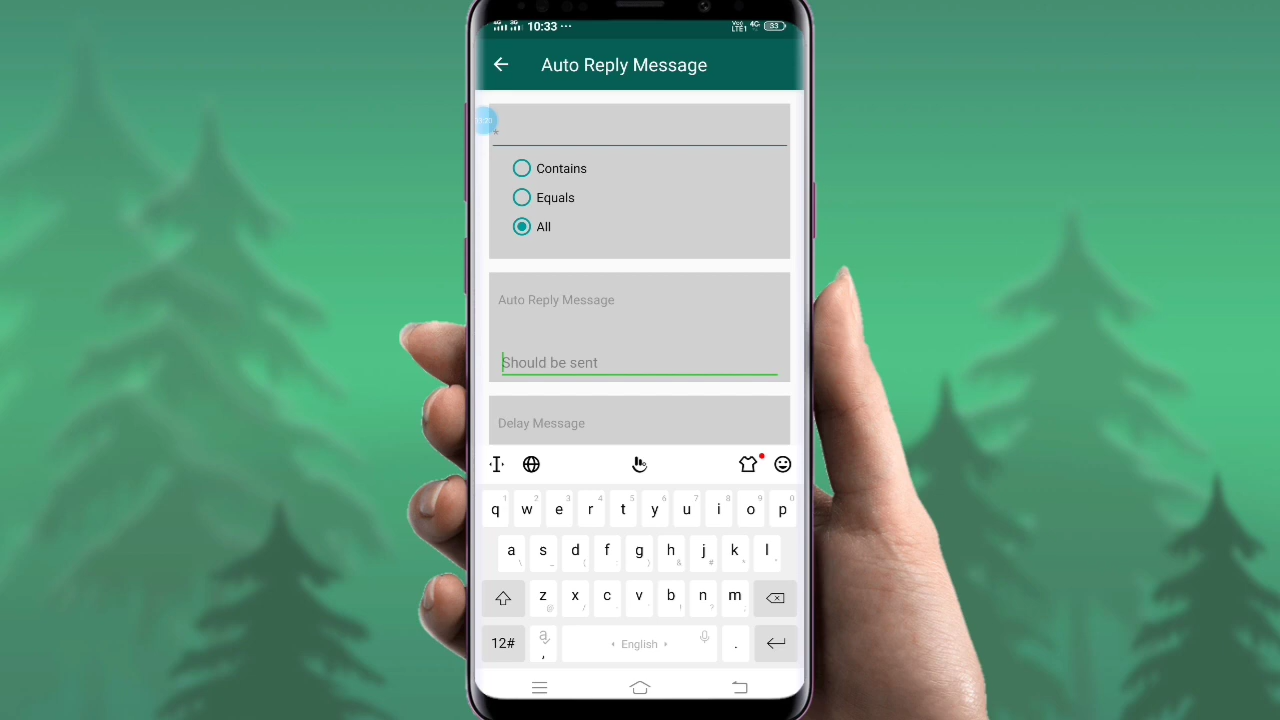 10:33 ...
Auto Reply Message
*
Contains
Equals
All
Auto Reply Message
Should be sent
Delay Message
q w e r t y u i o p
a s d f g h j k l
z x c v b n m
12# , English .